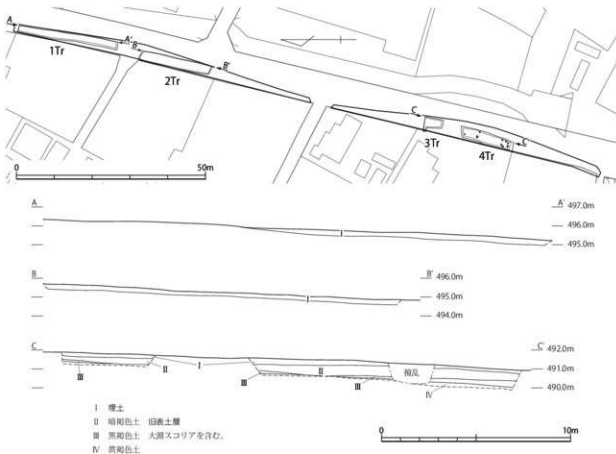 A
A'
B
B'
1Tr
2Tr
C
C'
3Tr
4Tr
0 50m
A A' 497.0m
496.0m
I 495.0m
B B' 496.0m
I 495.0m
494.0m
C C' 492.0m
II I II 攪乱 491.0m
III III III IV 490.0m
I 埋土
II 暗褐色土 旧表土層
III 黒褐色土 大淵スコリアを含む。
IV 黄褐色土
0 10m